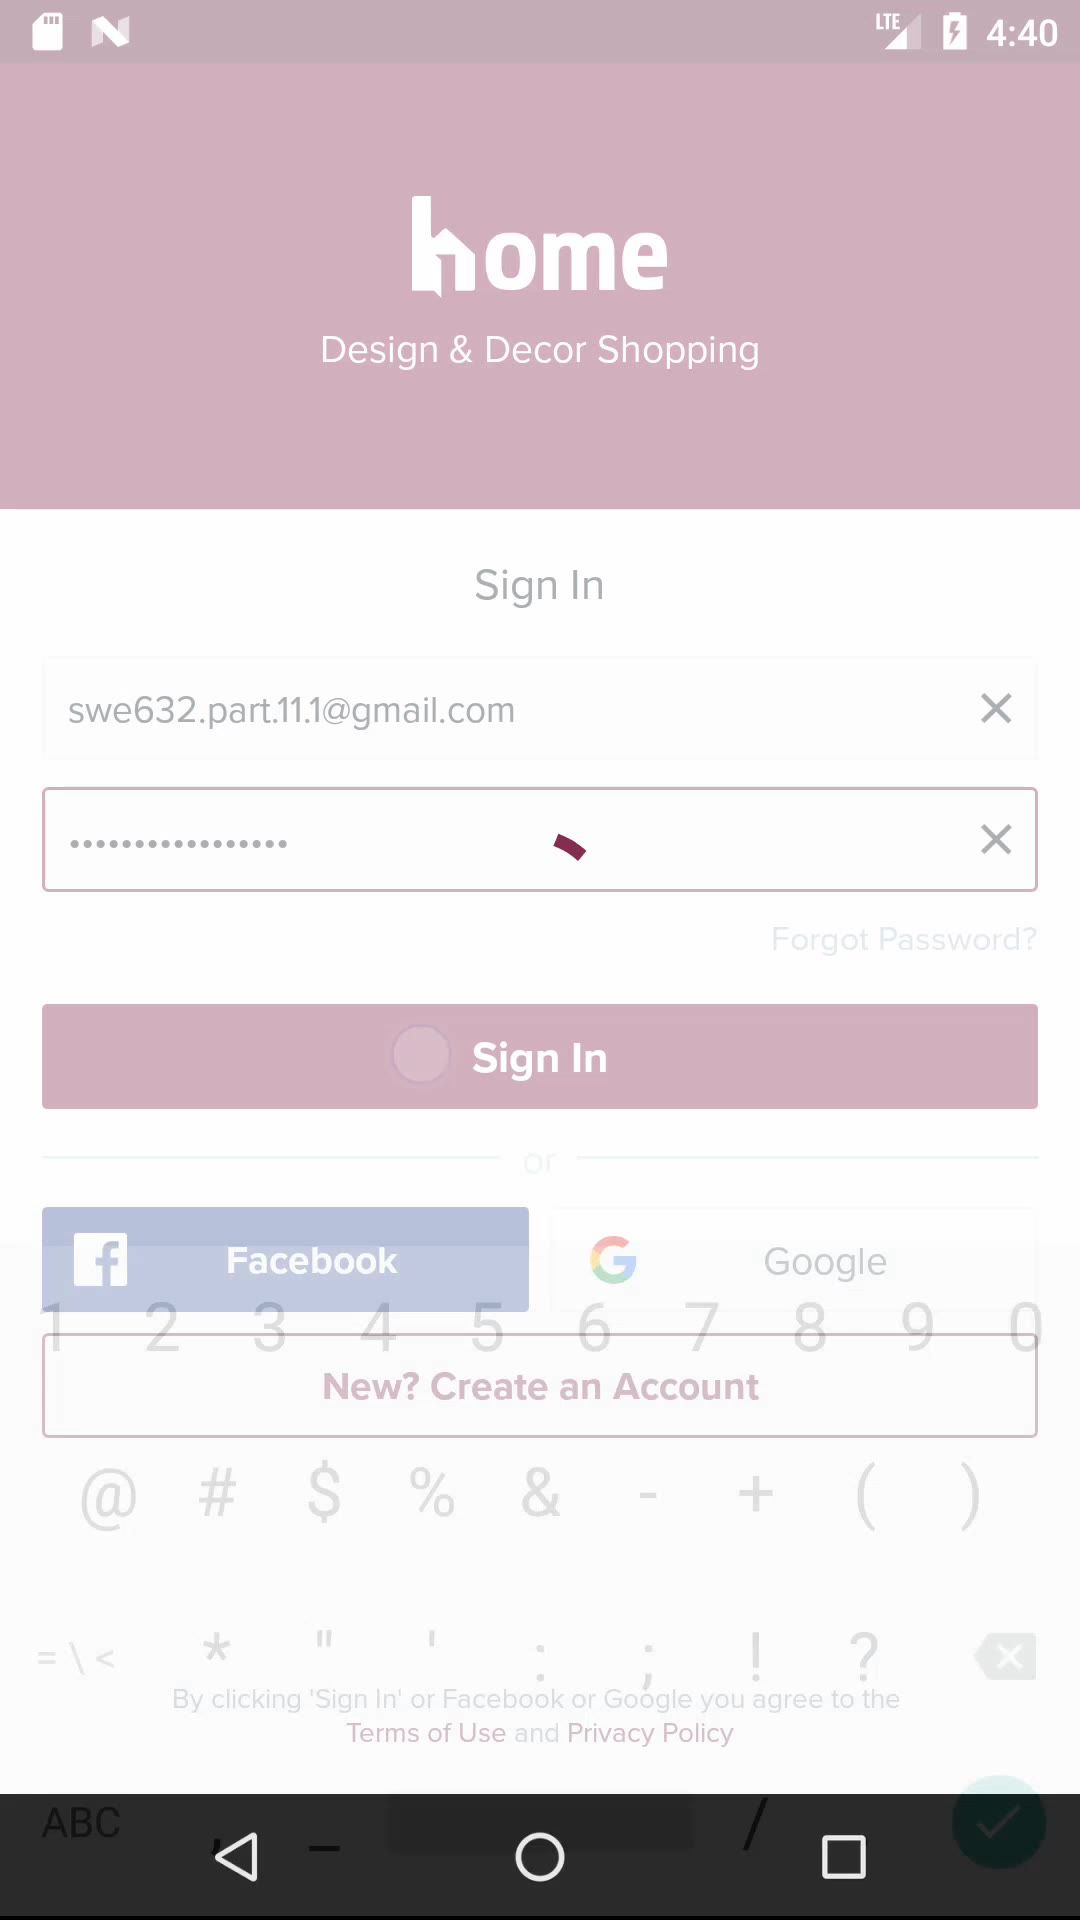 LTE 4:40
home
Design & Decor Shopping
Sign In
swe632.part.11.1@gmail.com
••••••••••••••••• 
Forgot Password?
Sign In
or
Facebook Google
1 2 3 4 5 6 7 8 9 0
New? Create an Account
@ # $ % & - + ( )
= \ < * " ' : ; ! ?
By clicking 'Sign In' or Facebook or Google you agree to the
Terms of Use and Privacy Policy
ABC , _ /